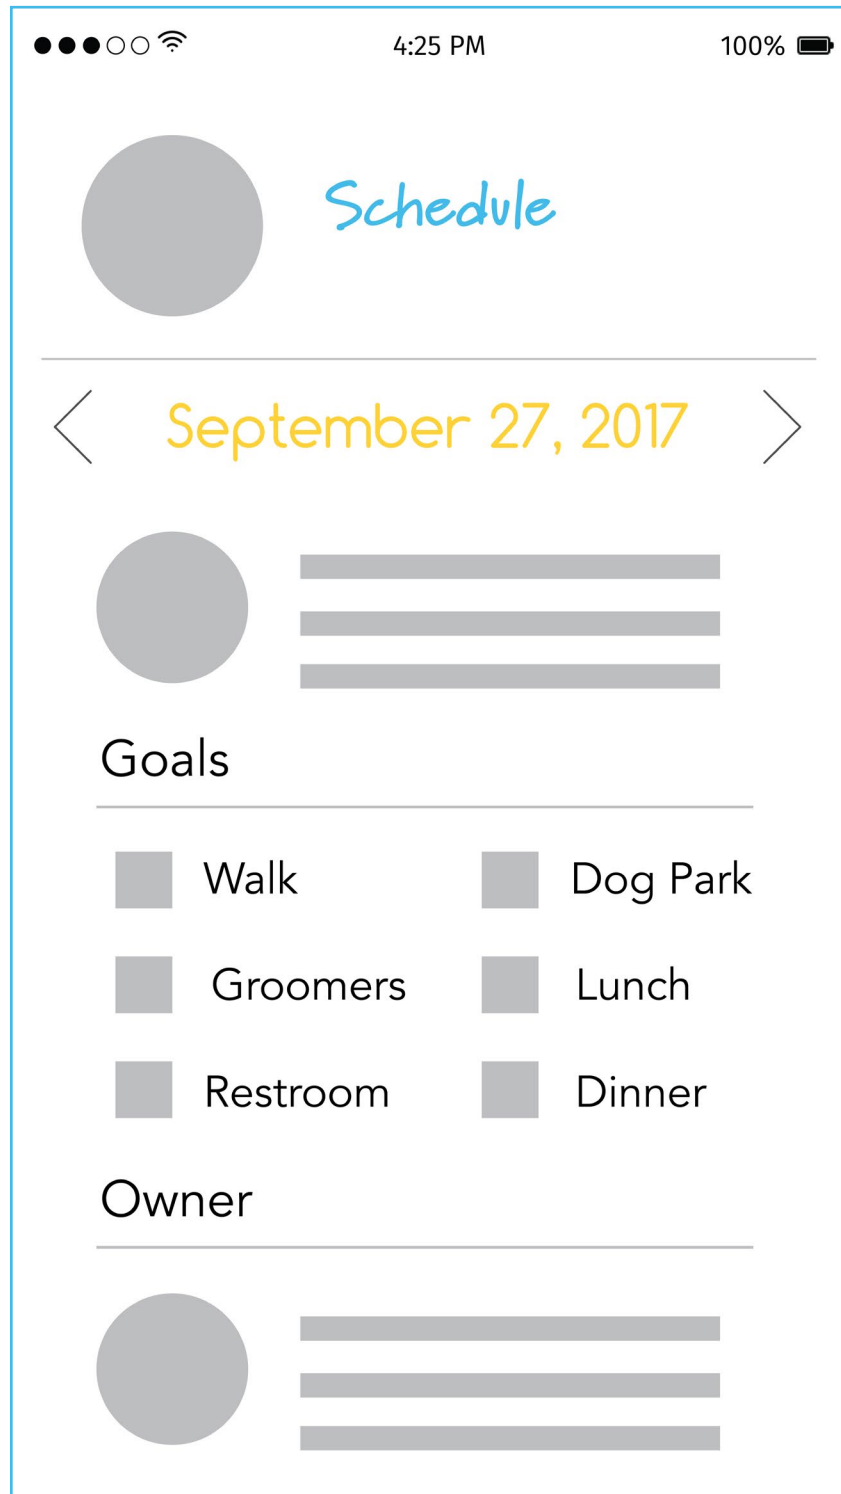 4:25 PM 100%
Schedule
September 27, 2017
Goals
Walk Dog Park
Groomers Lunch
Restroom Dinner
Owner